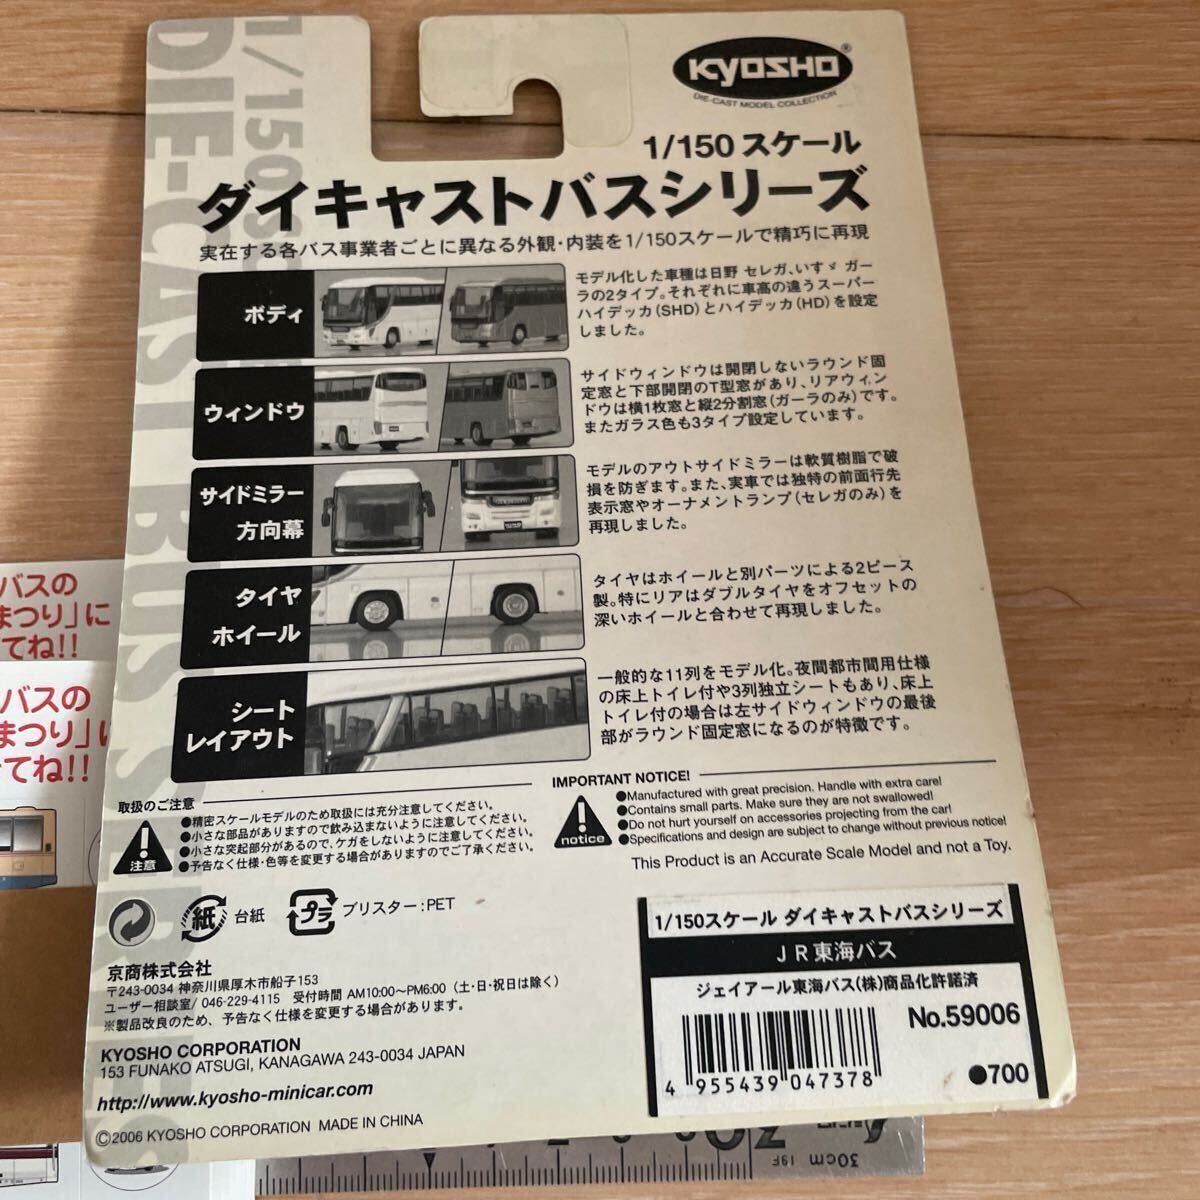 KYOSHO®
DIE-CAST MODEL COLLECTION
1/150 スケール
ダイキャストバスシリーズ
実在する各バス事業者ごとに異なる外観・内装を1/150スケールで精巧に再現
ボディ
モデル化した車種は日野 セレガ、いすゞ ガー
ラの2タイプ。それぞれに車高の違うスーパー
ハイデッカ(SHD)とハイデッカ(HD)を設定
しました。
ウィンドウ
サイドウィンドウは開閉しないラウンド固
定窓と下部開閉のT型窓があり、リアウィン
ドウは横1枚窓と縦2分割窓(ガーラのみ)です。
またガラス色も3タイプ設定しています。
サイドミラー
方向幕
モデルのアウトサイドミラーは軟質樹脂で破
損を防ぎます。また、実車では独特の前面行先
表示窓やオーナメントランプ(セレガのみ)を
再現しました。
タイヤ
ホイール
タイヤはホイールと別パーツによる2ピース
製。特にリアはダブルタイヤをオフセットの
深いホイールと合わせて再現しました。
シート
レイアウト
一般的な11列をモデル化。夜間都市間用仕様
の床上トイレ付や3列独立シートもあり、床上
トイレ付の場合は左サイドウィンドウの最後
部がラウンド固定窓になるのが特徴です。
取扱のご注意
注意
●精密スケールモデルのため取扱には充分注意してください。
●小さな部品がありますので飲み込まないように注意してください。
●小さな突起部分があるので、ケガをしないように注意してください。
●予告なく仕様・色等を変更する場合がありますのでご了承ください。
IMPORTANT NOTICE!
notice
●Manufactured with great precision. Handle with extra care!
●Contains small parts. Make sure they are not swallowed!
●Do not hurt yourself on accessories projecting from the car!
●Specifications and design are subject to change without previous notice!
This Product is an Accurate Scale Model and not a Toy.
紙 台紙
プラ ブリスター:PET
京商株式会社
〒243-0034 神奈川県厚木市船子153
ユーザー相談室/ 046-229-4115 受付時間 AM10:00〜PM6:00 (土・日・祝日は除く)
※製品改良のため、予告なく仕様を変更する場合があります。
KYOSHO CORPORATION
153 FUNAKO ATSUGI, KANAGAWA 243-0034 JAPAN
http://www.kyosho-minicar.com
©2006 KYOSHO CORPORATION MADE IN CHINA
1/150スケール ダイキャストバスシリーズ
JR東海バス
ジェイアール東海バス(株)商品化許諾済
No.59006
4 955439 047378
●700
バスの
まつり」に
てね!!
バスの
まつり」に
てね!!
30cm